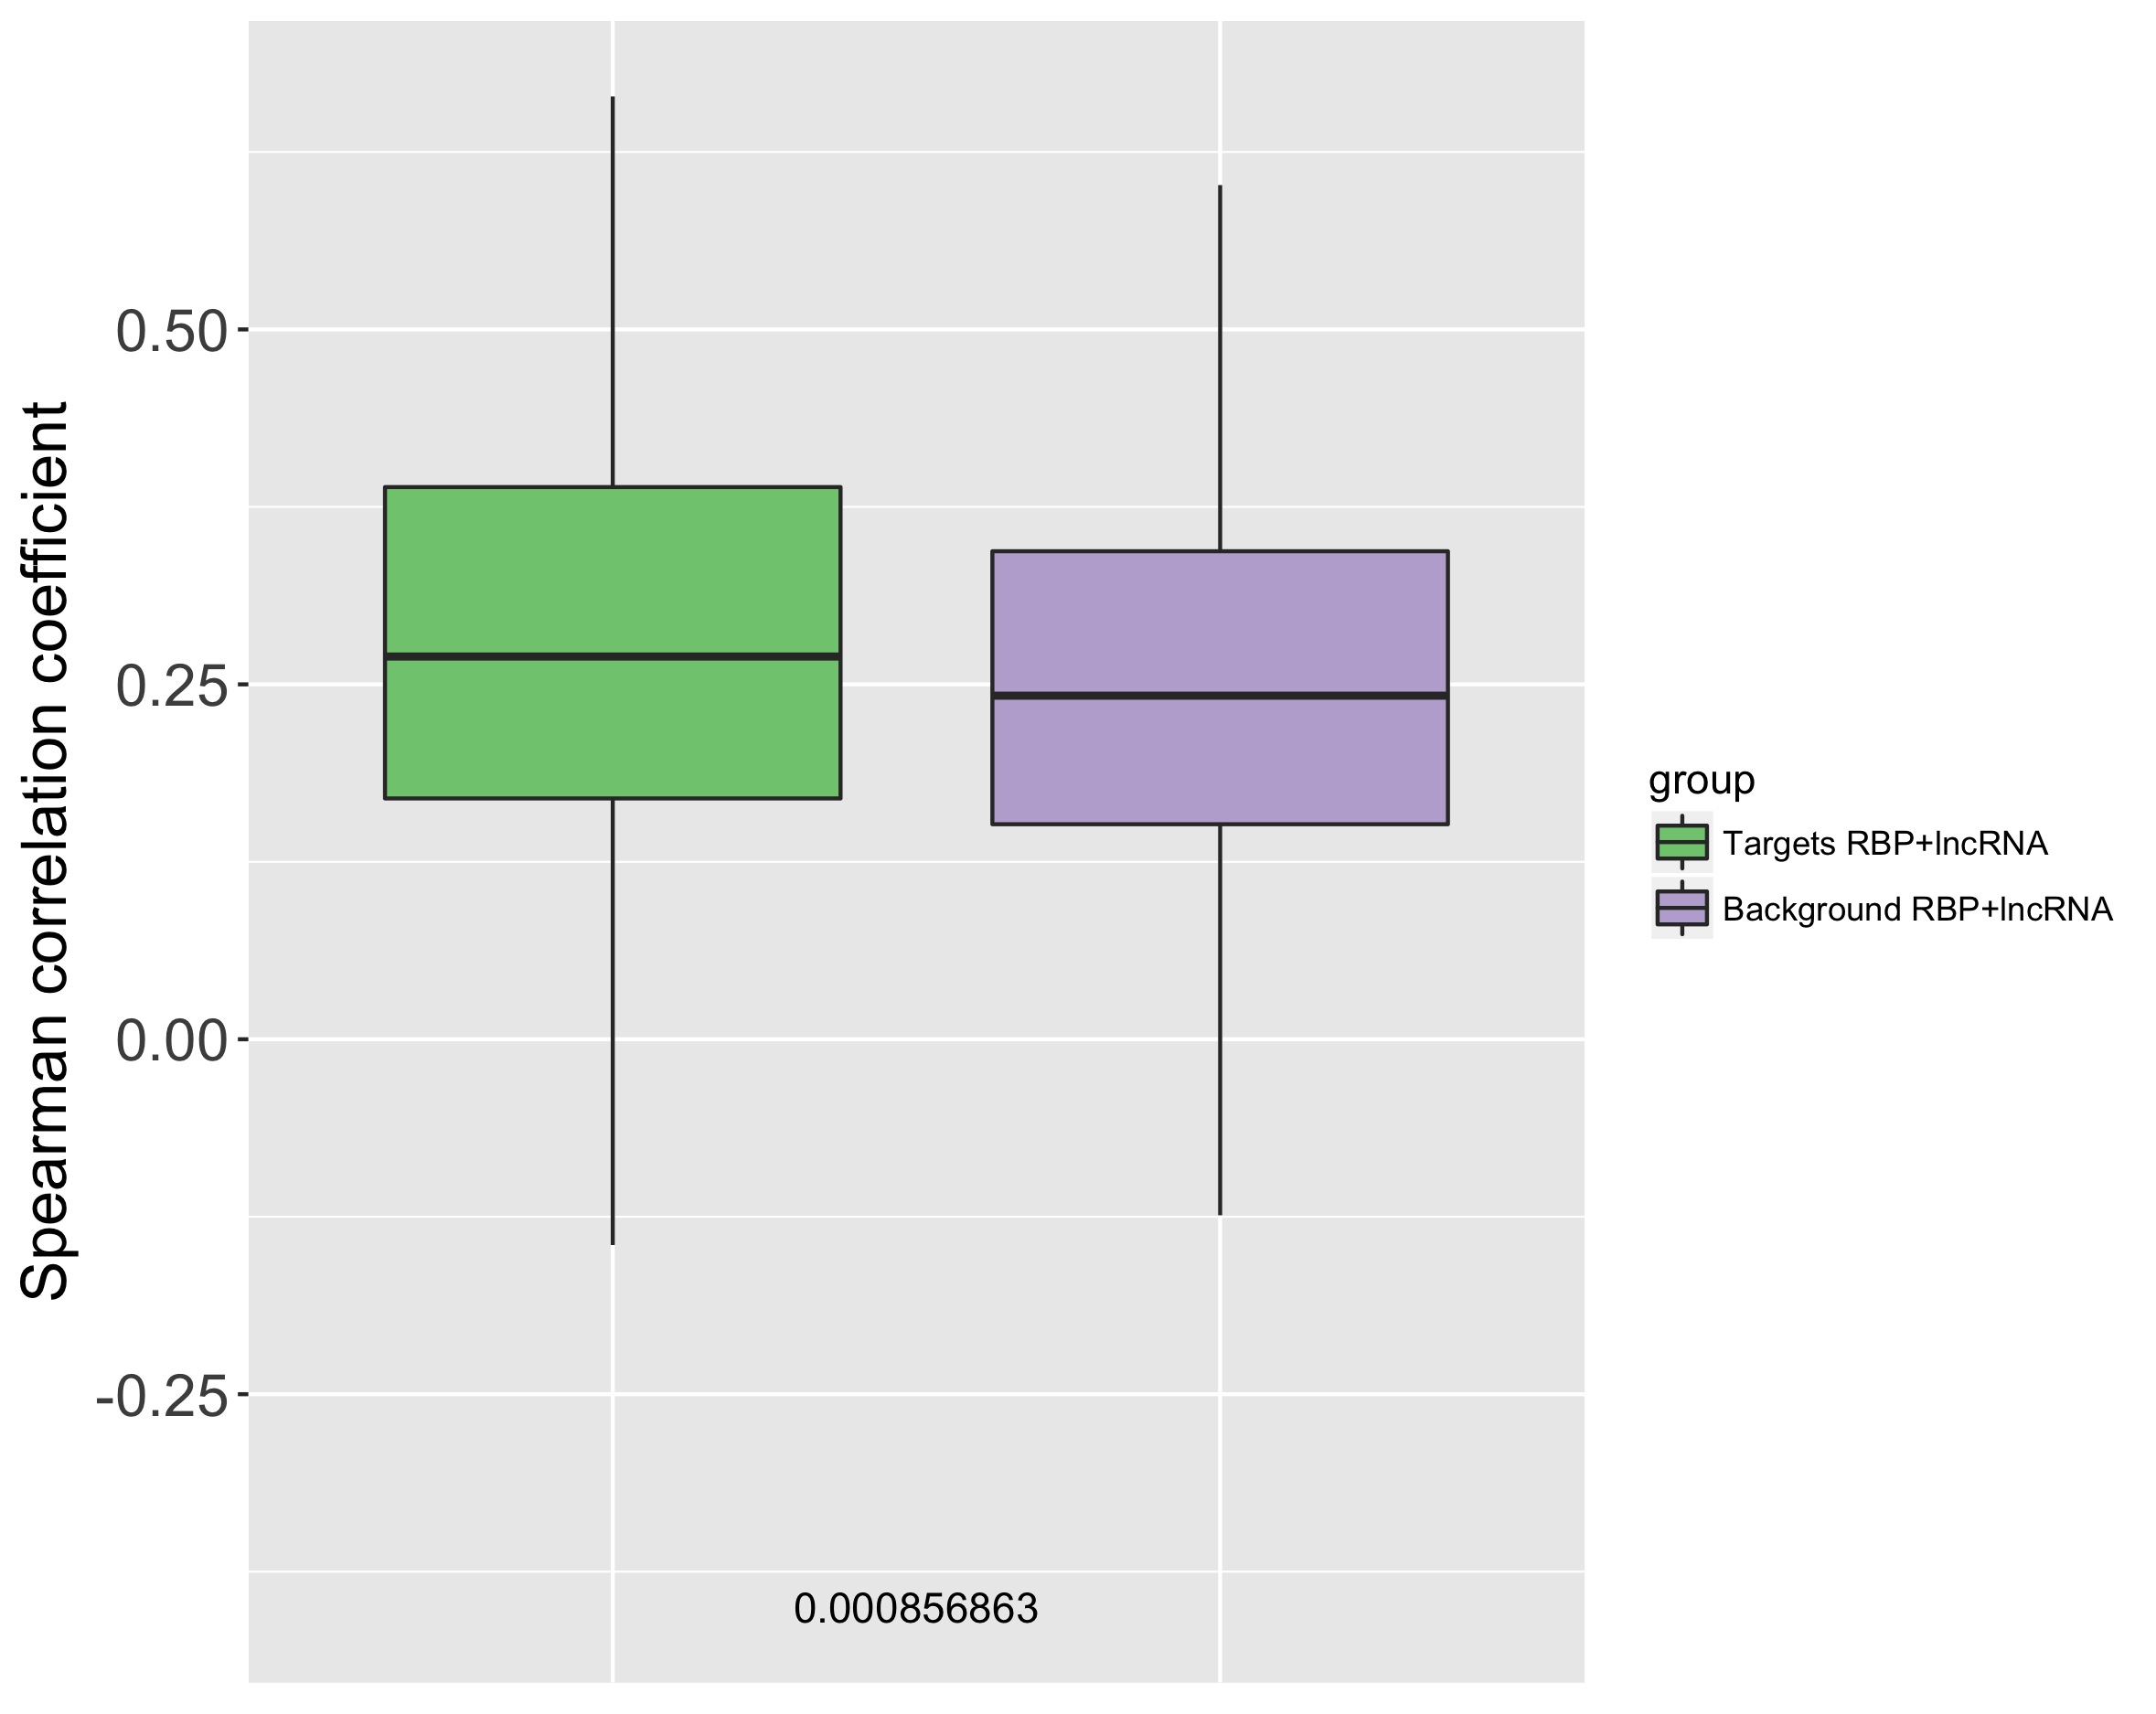 Spearman correlation coefficient
0.50
0.25
0.00
-0.25
0.000856863
group
Targets RBP+lncRNA
Background RBP+lncRNA